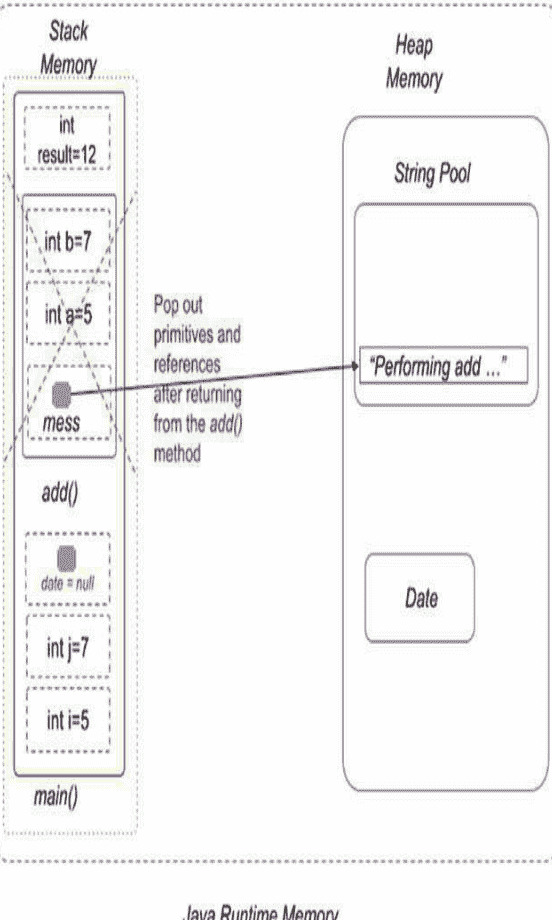 Stack
Memory
Heap
Memory
int
result=12
String Pool
int b=7
int a=5
Pop out
primitives and
references
after returning
from the add()
method
"Performing add ..."
mess
add()
date = null
Date
int j=7
int i=5
main()
Java Runtime Memory